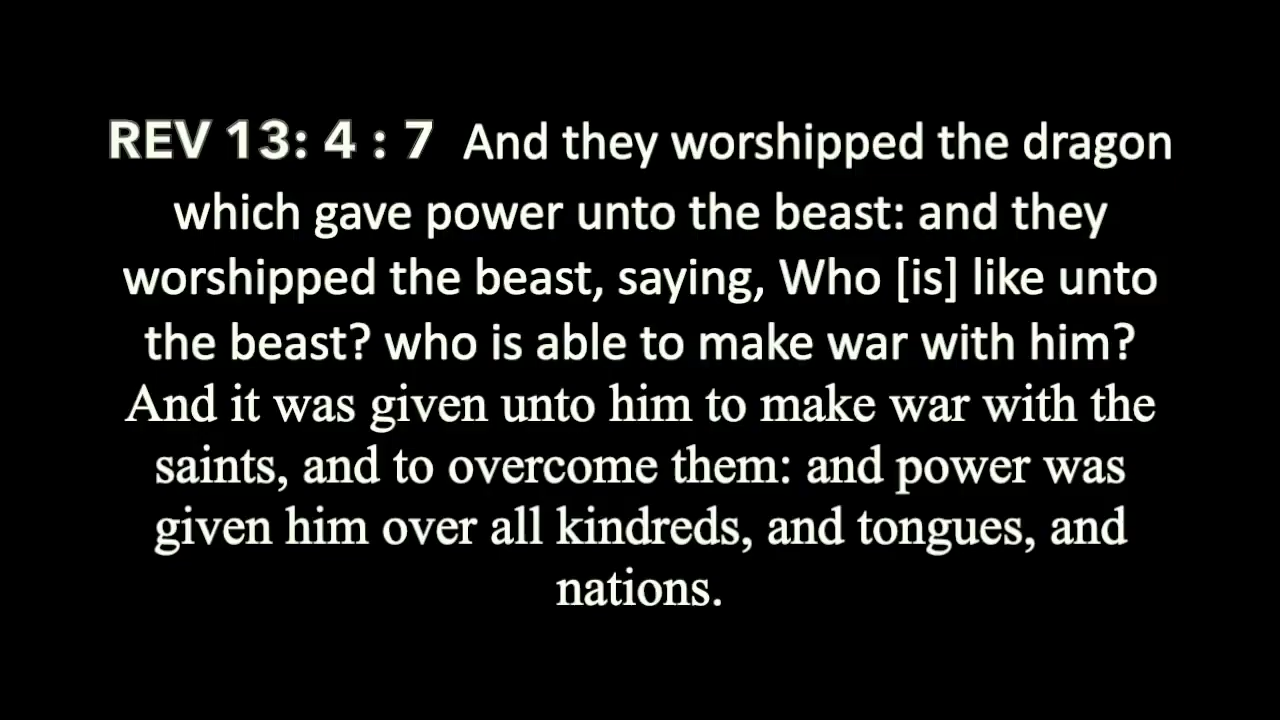 REV 13: 4 : 7 And they worshipped the dragon
which gave power unto the beast: and they
worshipped the beast, saying, Who [is] like unto
the beast? who is able to make war with him?
And it was given unto him to make war with the
saints, and to overcome them: and power was
given him over all kindreds, and tongues, and
nations.